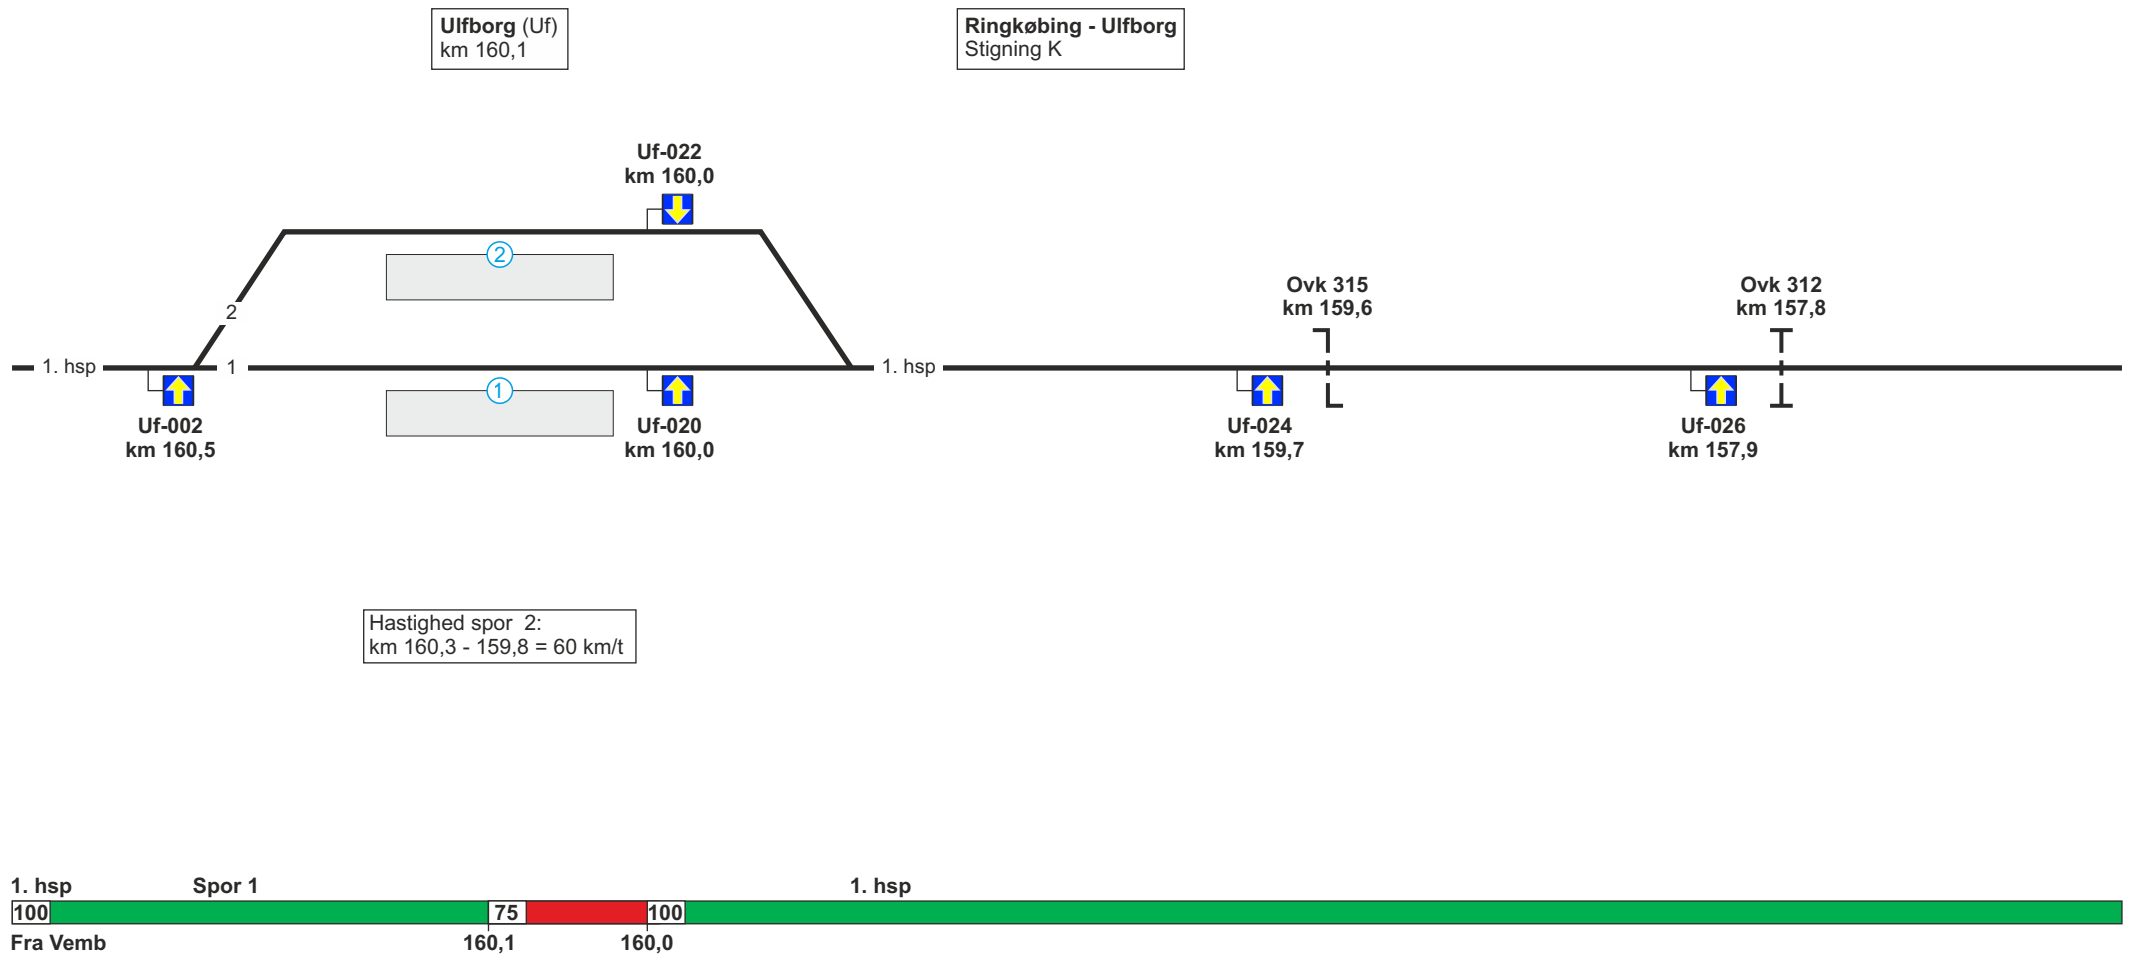 Ulfborg (Uf)
km 160,1
Ringkøbing - Ulfborg
Stigning K
Uf-022
km 160,0
2
2
Ovk 315
km 159,6
Ovk 312
km 157,8
1. hsp
1
1. hsp
1
Uf-002
km 160,5
Uf-020
km 160,0
Uf-024
km 159,7
Uf-026
km 157,9
Hastighed spor 2:
km 160,3 - 159,8 = 60 km/t
1. hsp
Spor 1
1. hsp
100
75
100
Fra Vemb
160,1
160,0